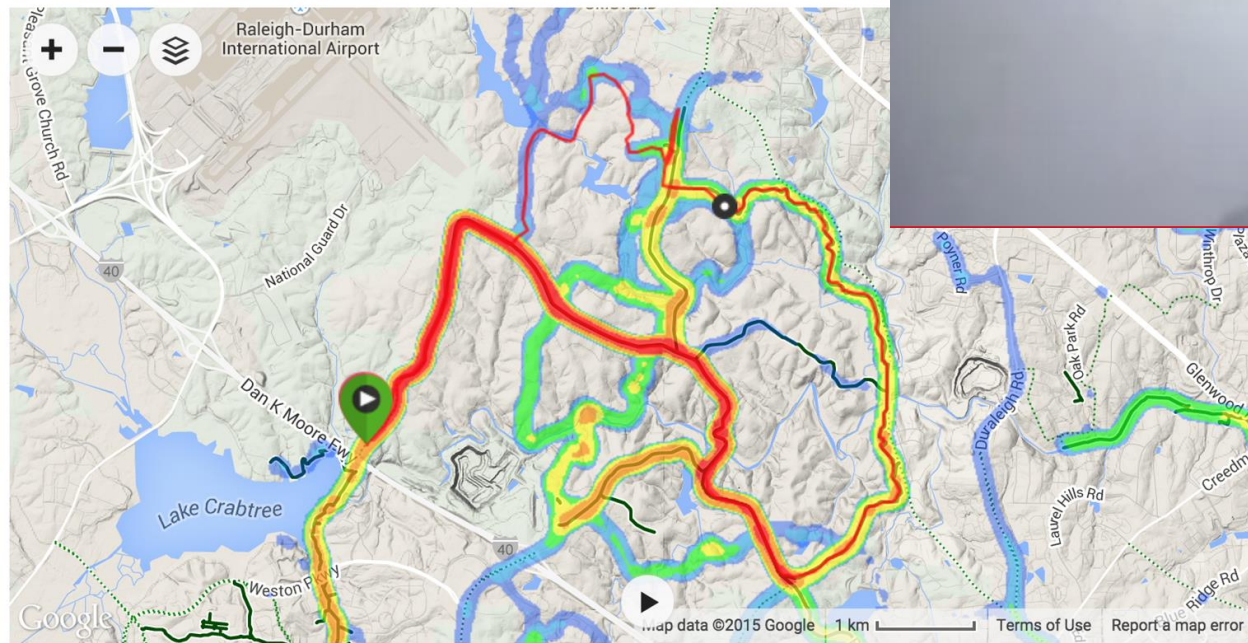 Raleigh-Durham
International Airport
Grove Church Rd
National Guard Dr
40
Dan K Moore Fwy
Lake Crabtree
40
Weston Pkwy
Poyner Rd
Winthrop Dr
Plaza
Oak Park Rd
Glenwood
Duraleigh Rd
Laurel Hills Rd
Creedm
Blue Ridge Rd
Google
Map data ©2015 Google
1 km
Terms of Use
Report a map error